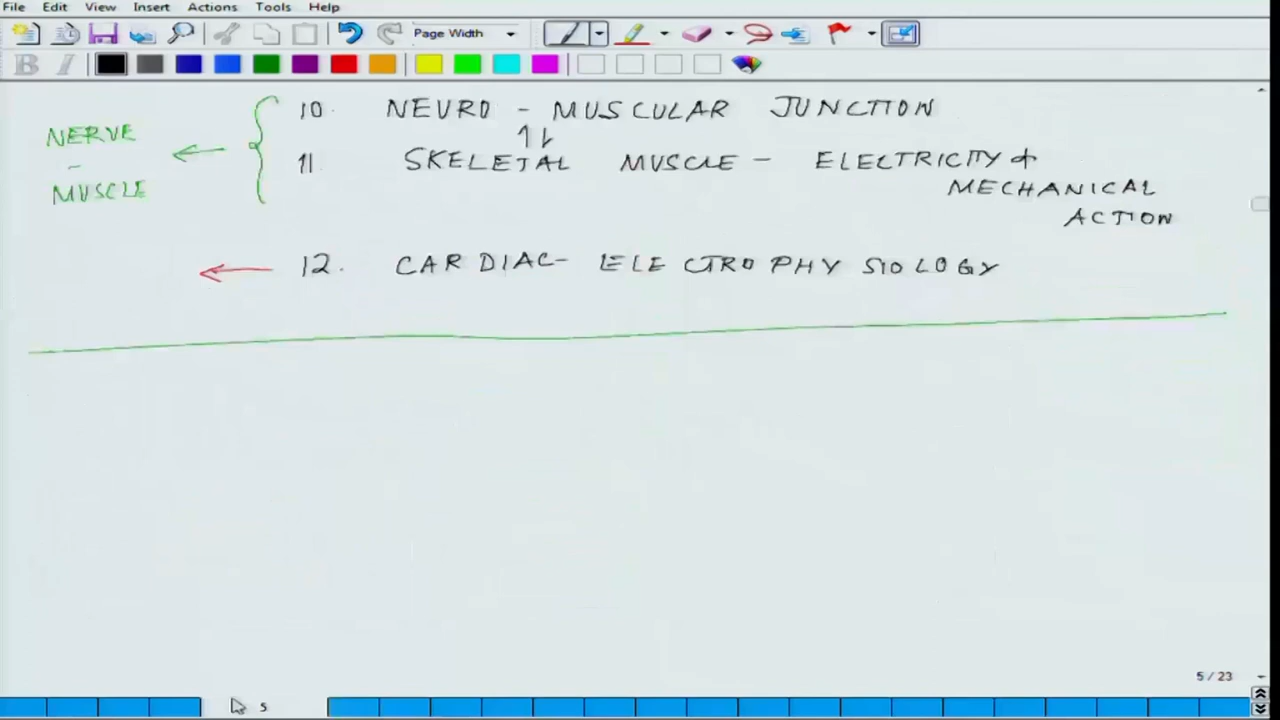 File Edit View Insert Actions Tools Help
Page Width
B I
10. NEURO - MUSCULAR JUNCTION
NERVE
-
MUSCLE
11 SKELETAL MUSCLE - ELECTRICITY &
MECHANICAL
ACTION
12. CARDIAC- ELECTROPHYSIOLOGY
5 / 23
5